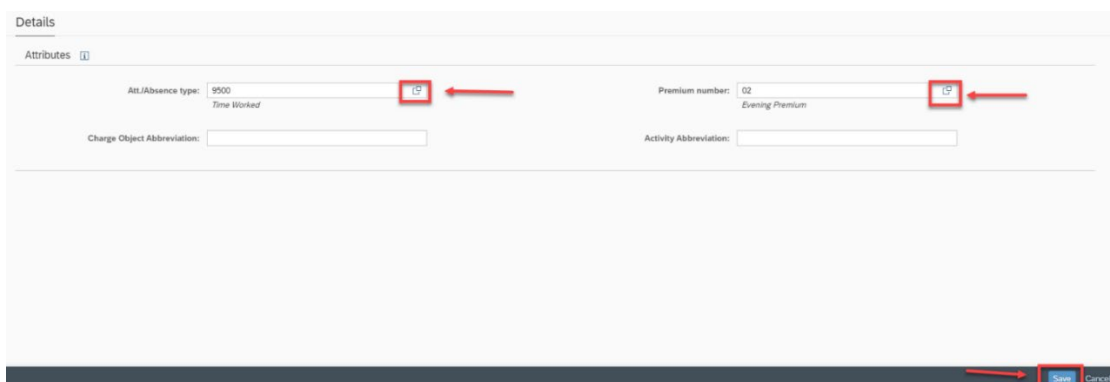 Details
Attributes
Att./Absence type: 9500 Premium number: 02
Time Worked Evening Premium
Charge Object Abbreviation: Activity Abbreviation:
Save Cancel